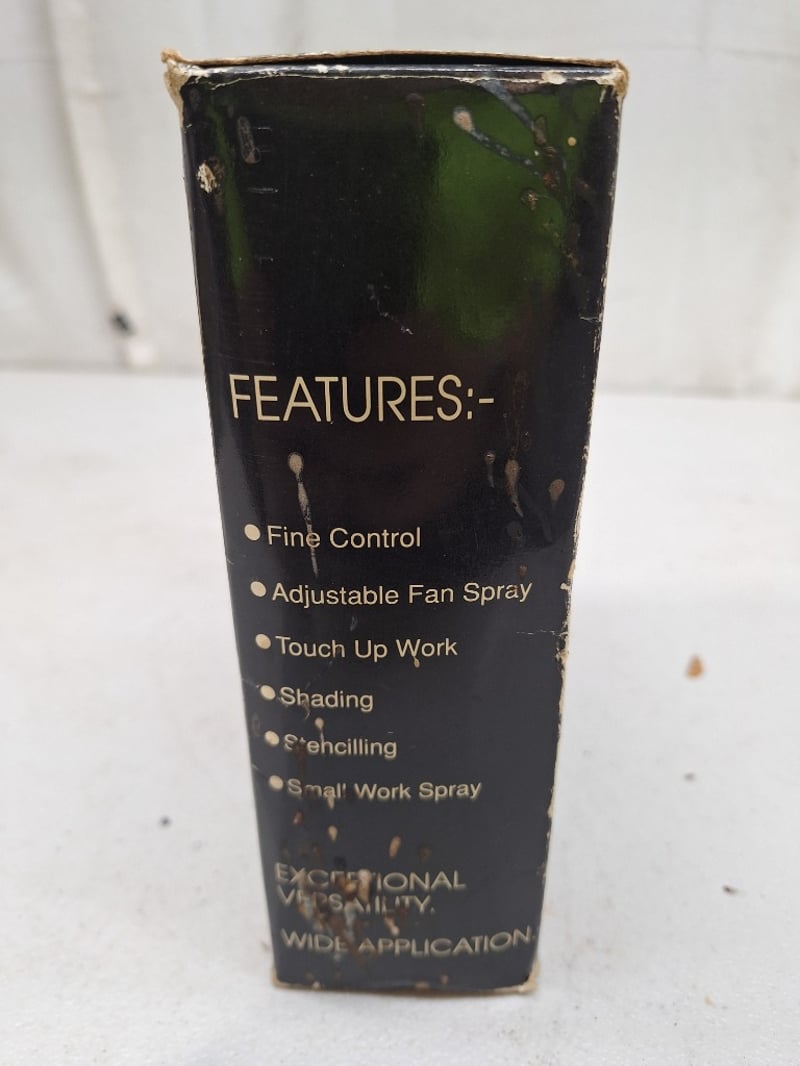 FEATURES:-
● Fine Control
● Adjustable Fan Spray
● Touch Up Work
● Shading
● Stencilling
● Small Work Spray
EXCEPTIONAL
VERSATILITY.
WIDE APPLICATION.